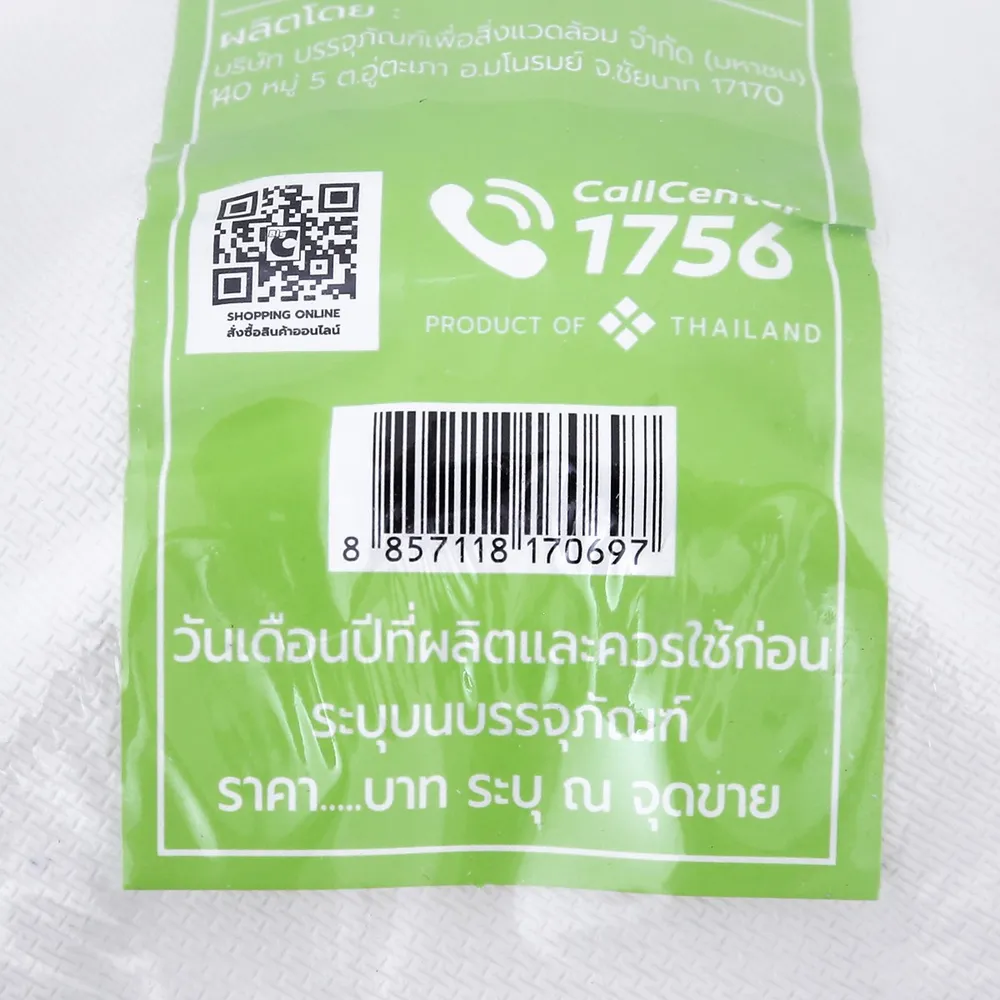 ผลิตโดย :
บริษัท บรรจุภัณฑ์เพื่อสิ่งแวดล้อม จำกัด (มหาชน)
140 หมู่ 5 ต.อู่ตะเภา อ.มโนรมย์ จ.ชัยนาท 17170
CallCenter
1756
SHOPPING ONLINE
สั่งซื้อสินค้าออนไลน์
PRODUCT OF THAILAND
8 857118 170697
วันเดือนปีที่ผลิตและควรใช้ก่อน
ระบุบนบรรจุภัณฑ์
ราคา.....บาท ระบุ ณ จุดขาย